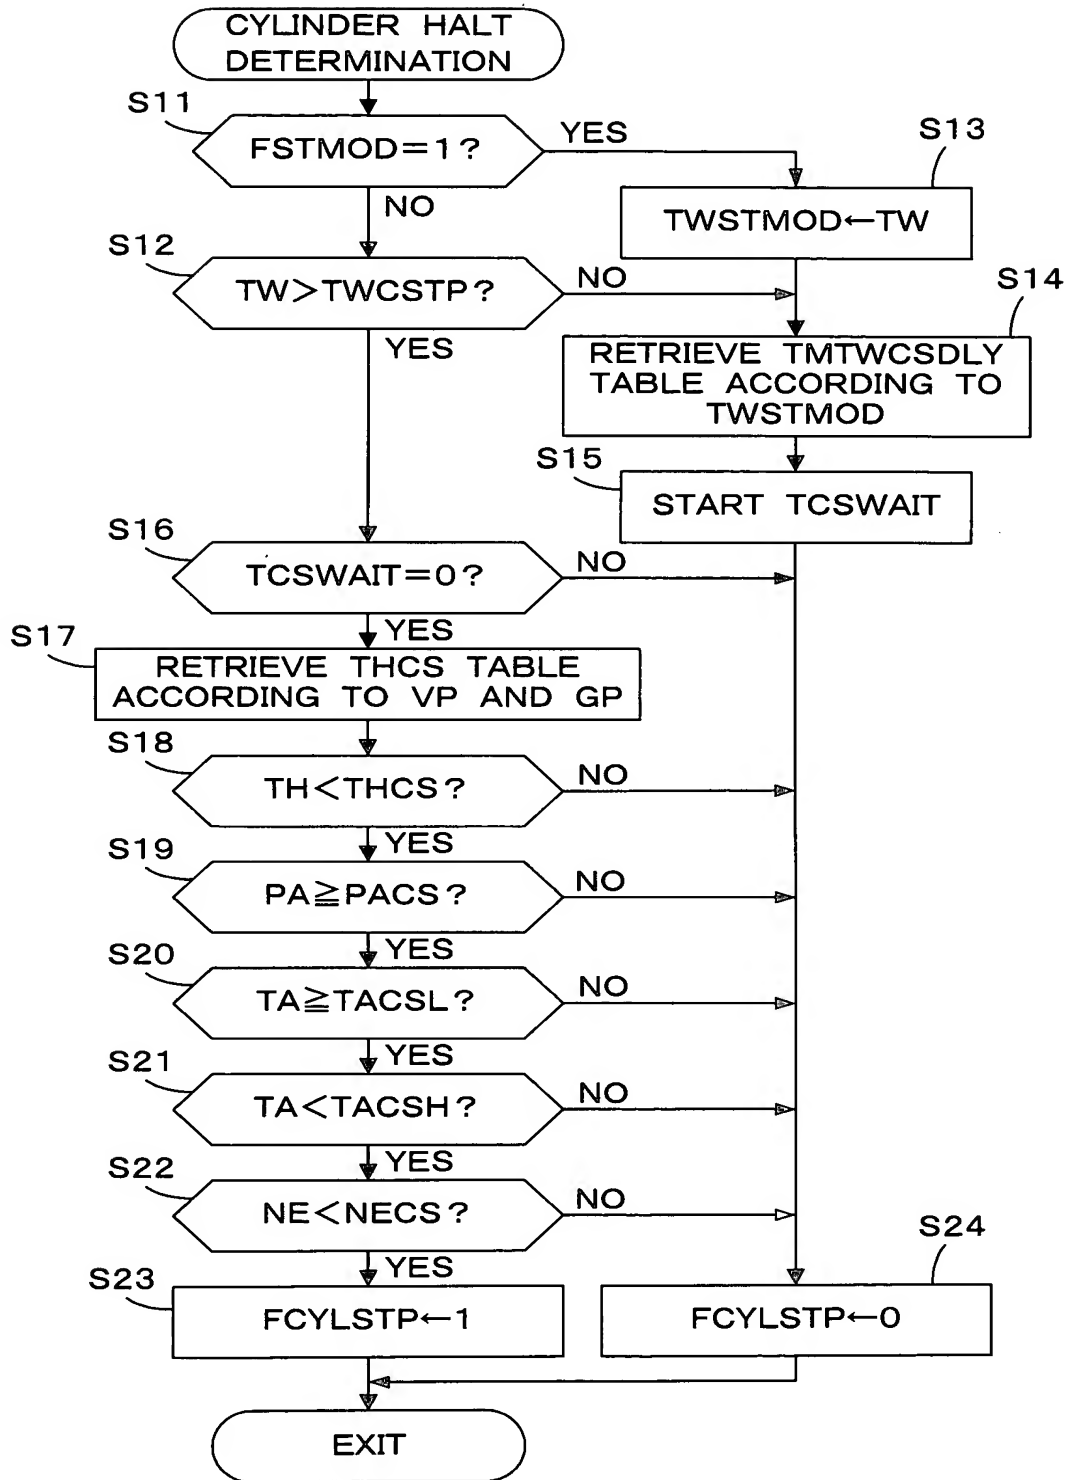 CYLINDER HALT
DETERMINATION
S11
FSTMOD=1?
YES
S13
NO
TWSTMOD←TW
S12
TW>TWCSTP?
NO
S14
YES
RETRIEVE TMTWCSDLY
TABLE ACCORDING TO
TWSTMOD
S15
START TCSWAIT
S16
TCSWAIT=0?
NO
YES
S17
RETRIEVE THCS TABLE
ACCORDING TO VP AND GP
S18
TH<THCS?
NO
YES
S19
PA≧PACS?
NO
YES
S20
TA≧TACSL?
NO
YES
S21
TA<TACSH?
NO
YES
S22
NE<NECS?
NO
YES
S23
S24
FCYLSTP←1
FCYLSTP←0
EXIT